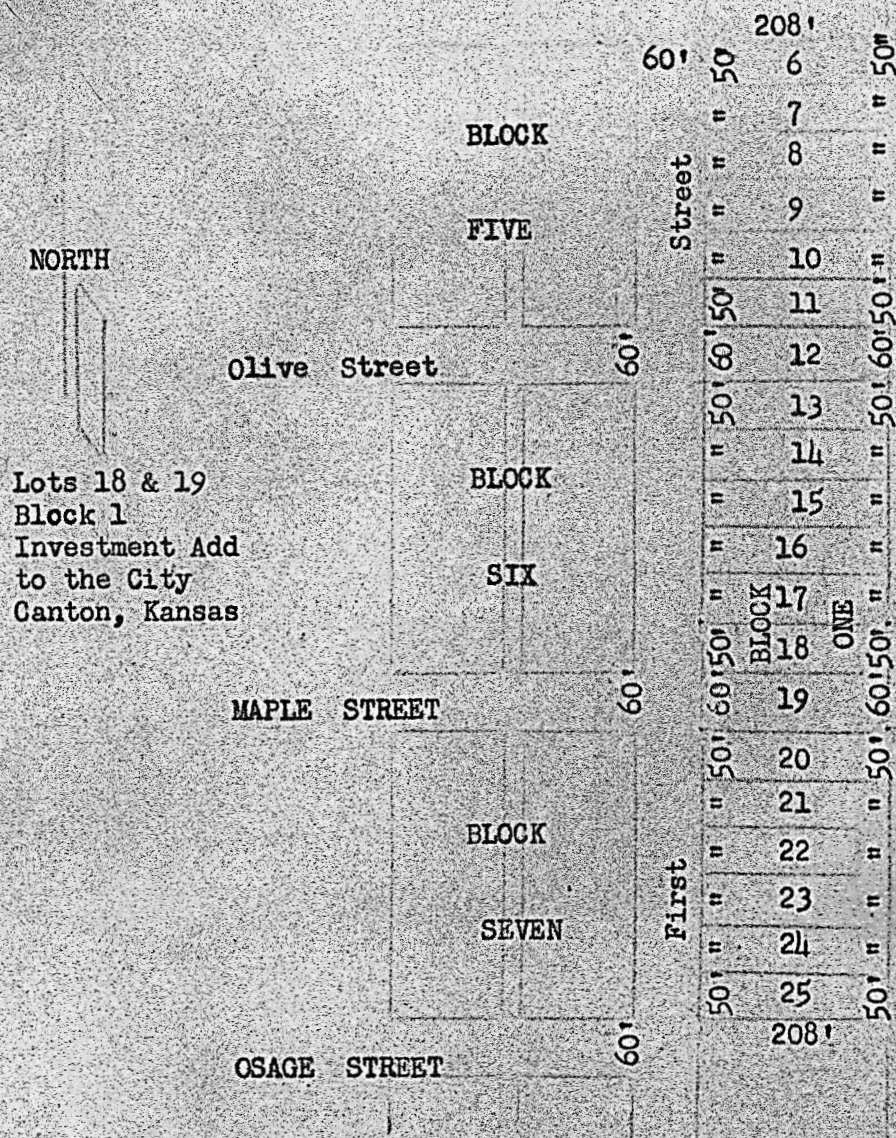 208'
60' 50' 6 50"
" 7 "
BLOCK
" 8 "
Street
" 9 "
FIVE
NORTH
" 10 "
50' 11 50'
Olive Street 60' 60' 12 60'
50' 13 50'
" 14 "
BLOCK
Lots 18 & 19
Block 1
Investment Add
to the City
Canton, Kansas
" 15 "
" 16 "
SIX
" 17 "
BLOCK ONE
50' 18 50'
MAPLE STREET 60' 60' 19 60'
50' 20 50'
" 21 "
BLOCK
" 22 "
First
" 23 "
SEVEN
" 24 "
50' 25 50'
208'
OSAGE STREET 60'